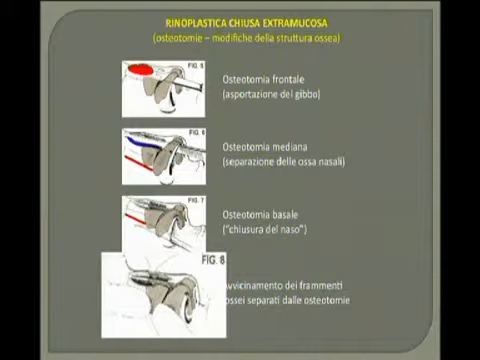 RINOPLASTICA CHIUSA EXTRAMUCOSA
(osteotomie – modifiche della struttura ossea)
FIG. 5
Osteotomia frontale
(asportazione del gibbo)
FIG. 6
Osteotomia mediana
(separazione delle ossa nasali)
FIG. 7
Osteotomia basale
("chiusura del naso")
FIG. 8
vvicinamento dei frammenti
ossei separati dalle osteotomie